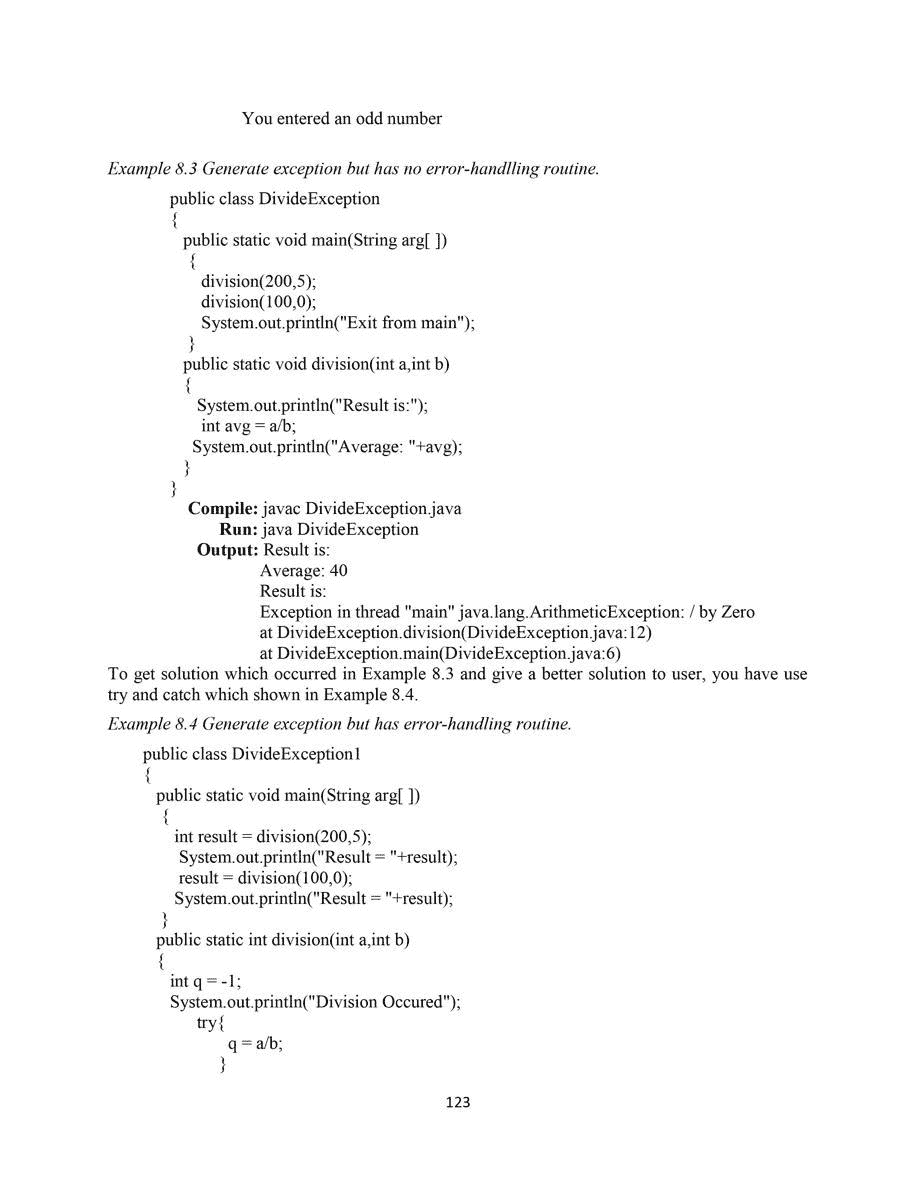 You entered an odd number
Example 8.3 Generate exception but has no error-handlling routine.
public class DivideException
{
public static void main(String arg[ ])
{
division(200,5);
division(100,0);
System.out.println("Exit from main");
}
public static void division(int a,int b)
{
System.out.println("Result is:");
int avg = a/b;
System.out.println("Average: "+avg);
}
}
Compile: javac DivideException.java
Run: java DivideException
Output: Result is:
Average: 40
Result is:
Exception in thread "main" java.lang.ArithmeticException: / by Zero
at DivideException.division(DivideException.java:12)
at DivideException.main(DivideException.java:6)
To get solution which occurred in Example 8.3 and give a better solution to user, you have use
try and catch which shown in Example 8.4.
Example 8.4 Generate exception but has error-handling routine.
public class DivideException1
{
public static void main(String arg[ ])
{
int result = division(200,5);
System.out.println("Result = "+result);
result = division(100,0);
System.out.println("Result = "+result);
}
public static int division(int a,int b)
{
int q = -1;
System.out.println("Division Occured");
try{
q = a/b;
}
123